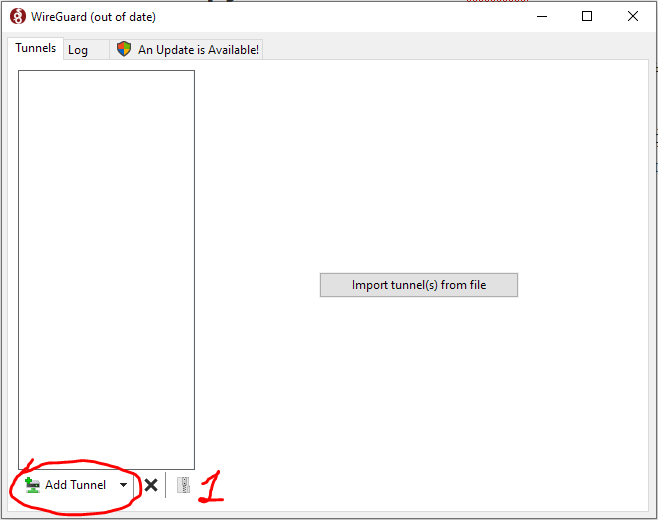 WireGuard (out of date)
Tunnels Log An Update is Available!
Import tunnel(s) from file
Add Tunnel 1